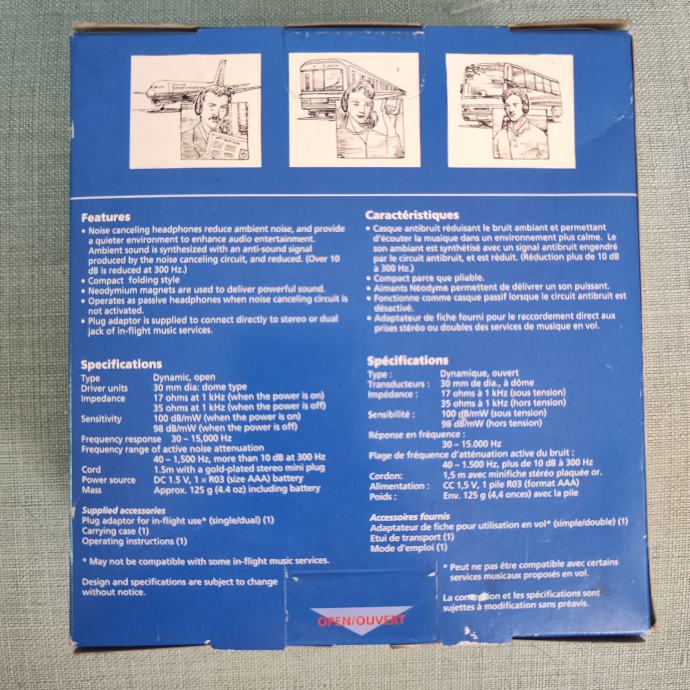 Features
• Noise canceling headphones reduce ambient noise, and provide
a quieter environment to enhance audio entertainment.
Ambient sound is synthesized with an anti-sound signal
produced by the noise canceling circuit, and reduced. (Over 10
dB is reduced at 300 Hz.)
• Compact folding style
• Neodymium magnets are used to deliver powerful sound.
• Operates as passive headphones when noise canceling circuit is
not activated.
• Plug adaptor is supplied to connect directly to stereo or dual
jack of in-flight music services.
Specifications
Type Dynamic, open
Driver units 30 mm dia: dome type
Impedance 17 ohms at 1 kHz (when the power is on)
35 ohms at 1 kHz (when the power is off)
Sensitivity 100 dB/mW (when the power is on)
98 dB/mW (when the power is off)
Frequency response 30 – 15,000 Hz
Frequency range of active noise attenuation
40 – 1,500 Hz, more than 10 dB at 300 Hz
Cord 1.5m with a gold-plated stereo mini plug
Power source DC 1.5 V, 1 × R03 (size AAA) battery
Mass Approx. 125 g (4.4 oz) including battery
Supplied accessories
Plug adaptor for in-flight use* (single/dual) (1)
Carrying case (1)
Operating instructions (1)
* May not be compatible with some in-flight music services.
Design and specifications are subject to change
without notice.
Caractéristiques
• Casque antibruit réduisant le bruit ambiant et permettant
d'écouter la musique dans un environnement plus calme. Le
son ambiant est synthétisé avec un signal antibruit engendré
par le circuit antibruit, et est réduit. (Réduction plus de 10 dB
à 300 Hz.)
• Compact parce que pliable.
• Aimants Néodyme permettent de délivrer un son puissant.
• Fonctionne comme casque passif lorsque le circuit antibruit est
désactivé.
• Adaptateur de fiche fourni pour le raccordement direct aux
prises stéréo ou doubles des services de musique en vol.
Spécifications
Type : Dynamique, ouvert
Transducteurs : 30 mm de dia., à dôme
Impédance : 17 ohms à 1 kHz (sous tension)
35 ohms à 1 kHz (hors tension)
Sensibilité : 100 dB/mW (sous tension)
98 dB/mW (hors tension)
Réponse en fréquence :
30 – 15.000 Hz
Plage de fréquence d'atténuation active du bruit :
40 – 1.500 Hz, plus de 10 dB à 300 Hz
Cordon: 1,5 m avec minifiche stéréo plaquée or.
Alimentation : CC 1,5 V, 1 pile R03 (format AAA)
Poids : Env. 125 g (4,4 onces) avec la pile
Accessoires fournis
Adaptateur de fiche pour utilisation en vol* (simple/double) (1)
Etui de transport (1)
Mode d'emploi (1)
* Peut ne pas être compatible avec certains
services musicaux proposés en vol.
La et les spécifications sont
sujettes à modification sans préavis.
OPEN/OUVERT